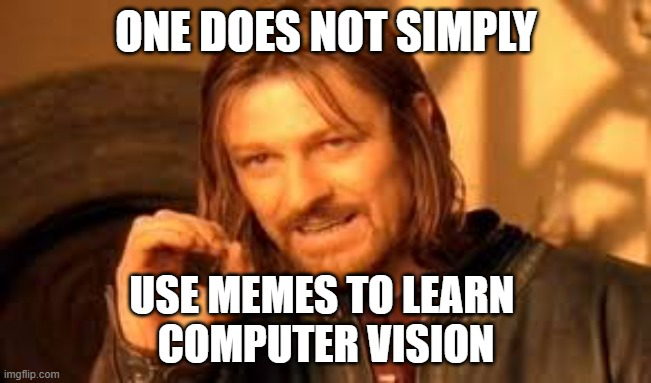 ONE DOES NOT SIMPLY
USE MEMES TO LEARN
COMPUTER VISION
imgflip.com